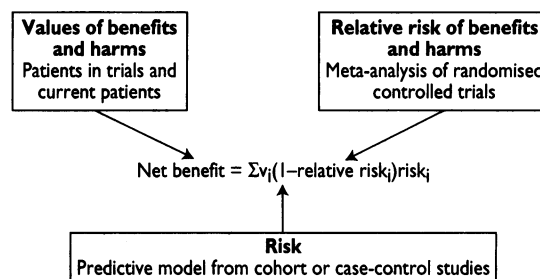 Values of benefits
and harms
Patients in trials and
current patients
Relative risk of benefits
and harms
Meta-analysis of randomised
controlled trials
Net benefit = Σvᵢ(1–relative riskᵢ)riskᵢ
Risk
Predictive model from cohort or case-control studies